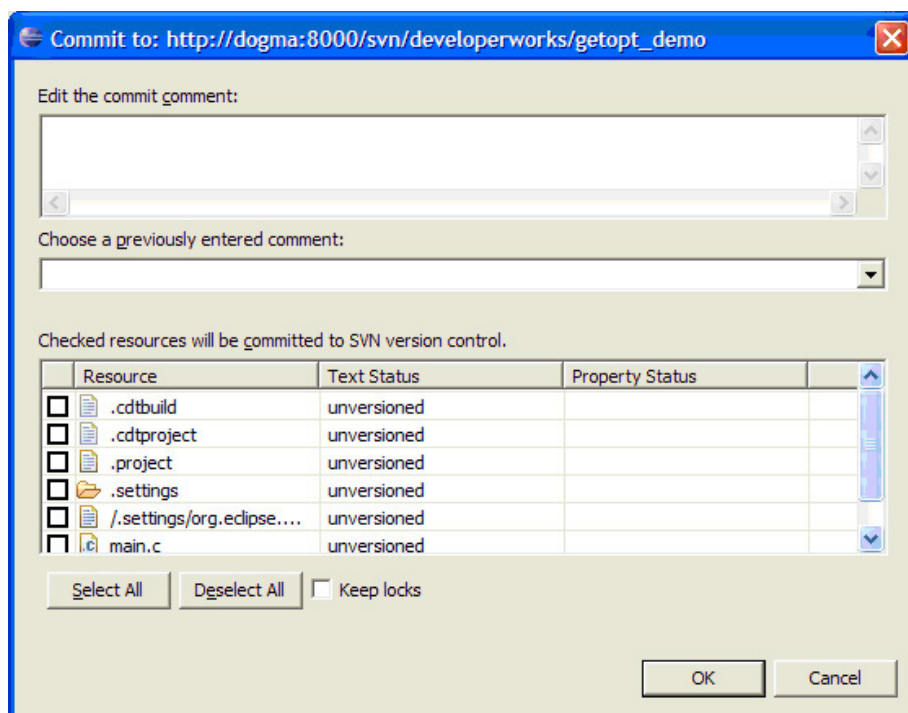 Commit to: http://dogma:8000/svn/developerworks/getopt_demo
Edit the commit comment:
Choose a previously entered comment:
Checked resources will be committed to SVN version control.
Resource Text Status Property Status
.cdtbuild unversioned
.cdtproject unversioned
.project unversioned
.settings unversioned
/.settings/org.eclipse.... unversioned
.c main.c unversioned
Select All Deselect All Keep locks
OK Cancel